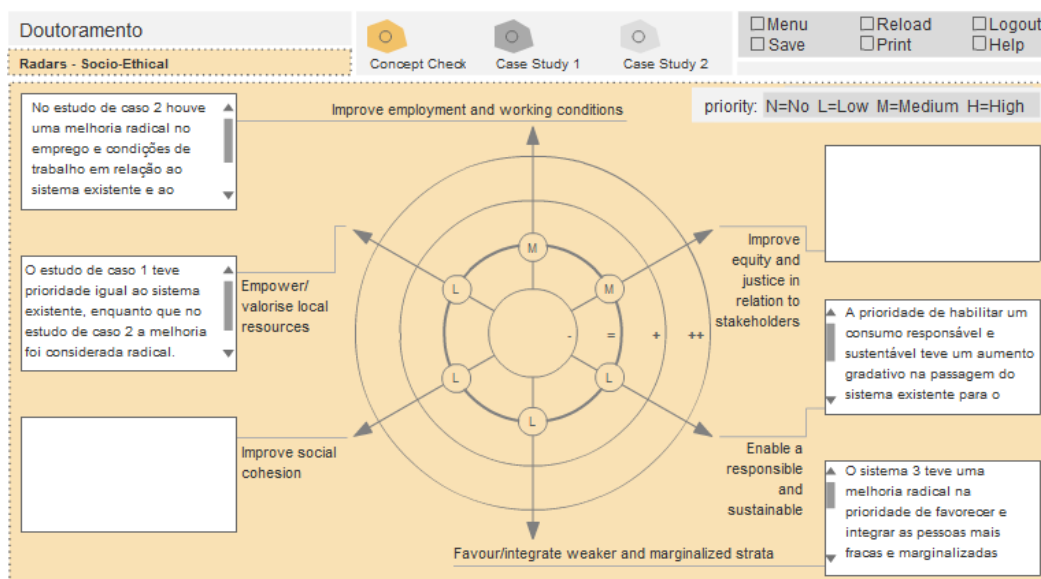 Doutoramento
Radars - Socio-Ethical
Concept Check
Case Study 1
Case Study 2
Menu
Reload
Logout
Save
Print
Help
priority: N=No L=Low M=Medium H=High
No estudo de caso 2 houve
uma melhoria radical no
emprego e condições de
trabalho em relação ao
sistema existente e ao
Improve employment and working conditions
O estudo de caso 1 teve
prioridade igual ao sistema
existente, enquanto que no
estudo de caso 2 a melhoria
foi considerada radical.
Empower/
valorise local
resources
Improve social
cohesion
M
L
M
- = + ++
L
L
L
Improve
equity and
justice in
relation to
stakeholders
A prioridade de habilitar um
consumo responsável e
sustentável teve um aumento
gradativo na passagem do
sistema existente para o
Enable a
responsible
and
sustainable
O sistema 3 teve uma
melhoria radical na
prioridade de favorecer e
integrar as pessoas mais
fracas e marginalizadas
Favour/integrate weaker and marginalized strata